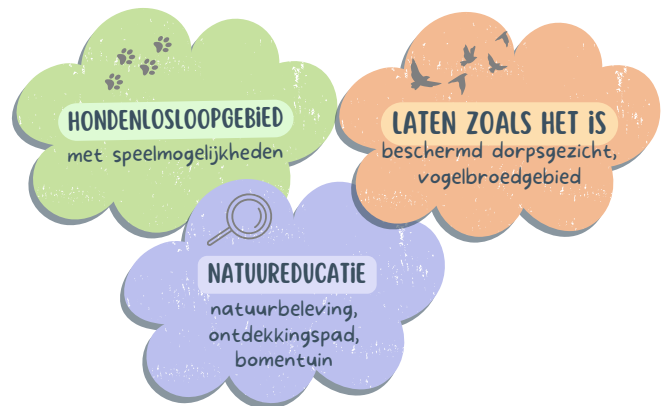 HONDENLOSLOOPGEBIED
met speelmogelijkheden
LATEN ZOALS HET IS
beschermd dorpsgezicht,
vogelbroedgebied
NATUUREDUCATIE
natuurbeleving,
ontdekkingspad,
bomentuin